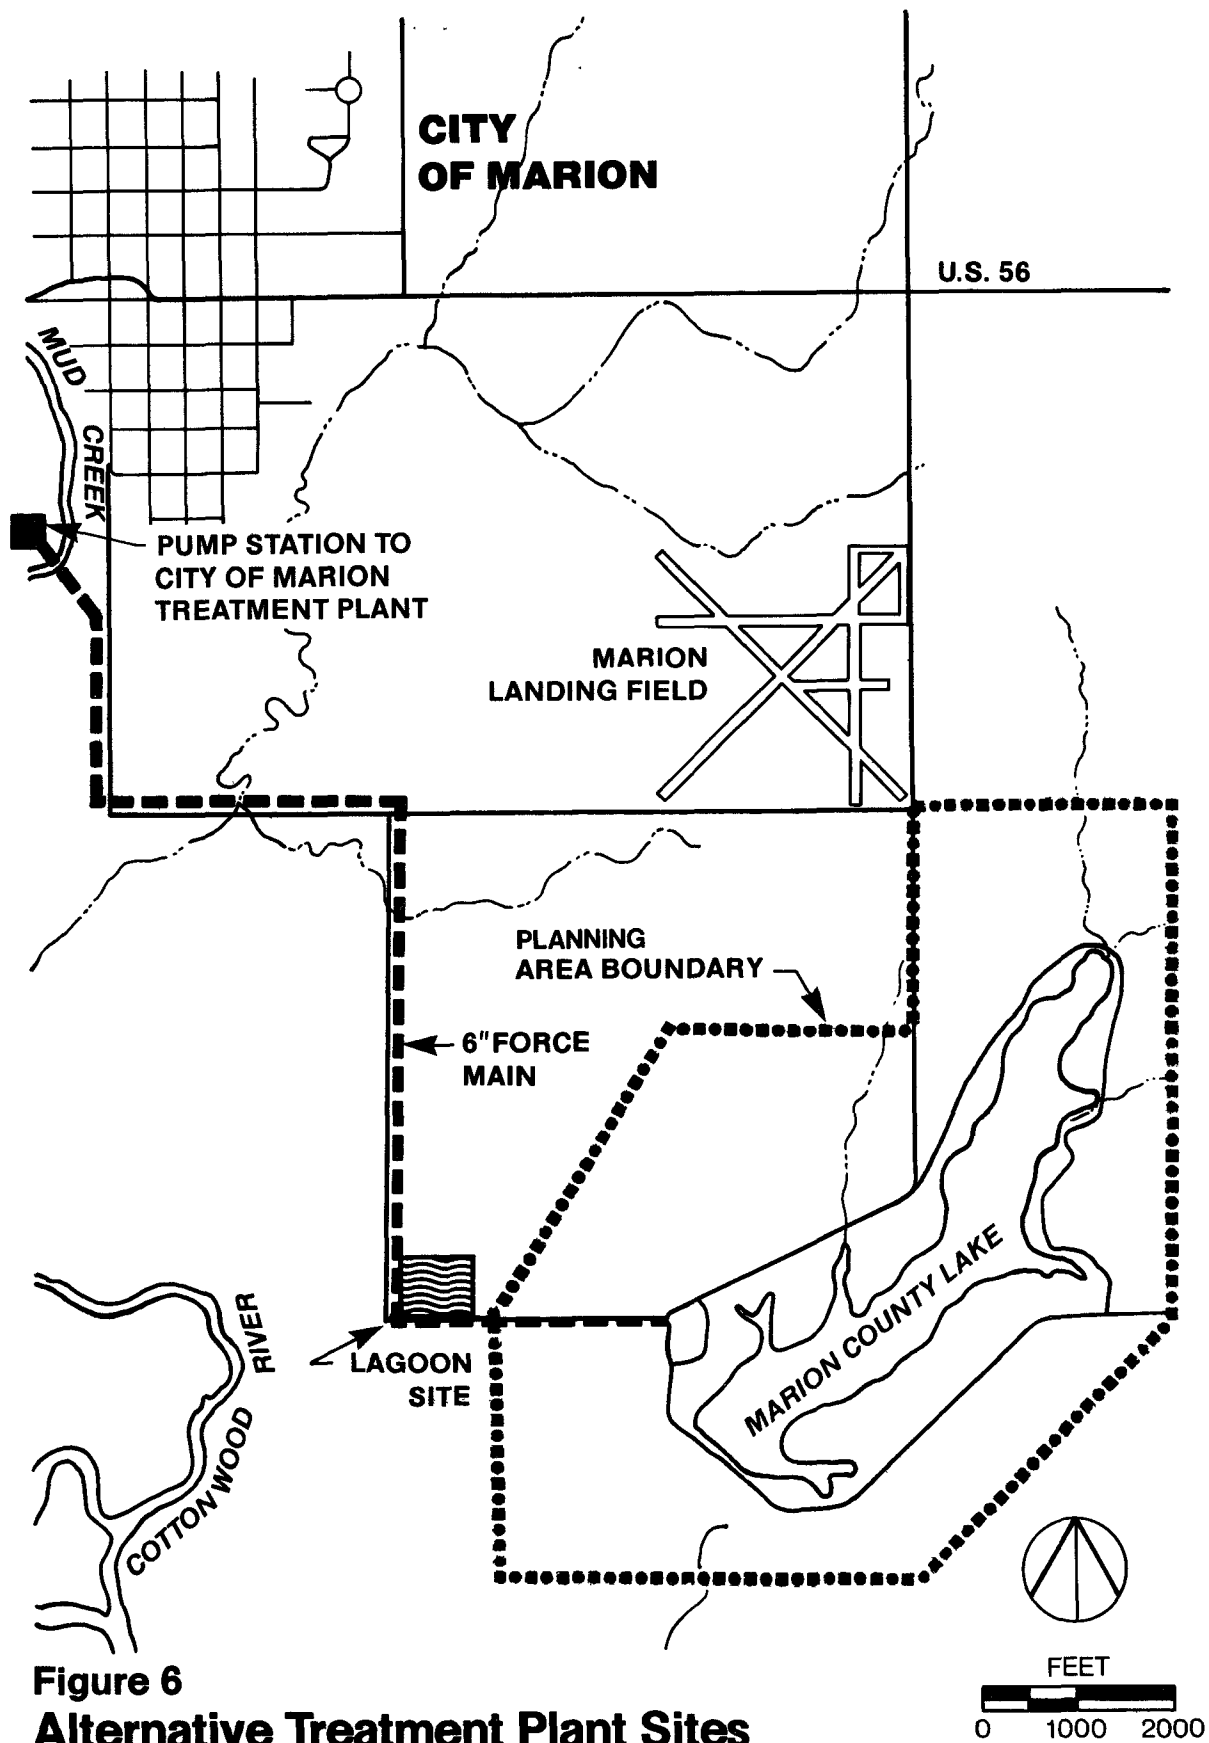 CITY
OF MARION
U.S. 56
MUD
CREEK
PUMP STATION TO
CITY OF MARION
TREATMENT PLANT
MARION
LANDING FIELD
PLANNING
AREA BOUNDARY
6" FORCE
MAIN
MARION COUNTY LAKE
RIVER
LAGOON
SITE
COTTONWOOD
FEET
0 1000 2000
Figure 6
Alternative Treatment Plant Sites